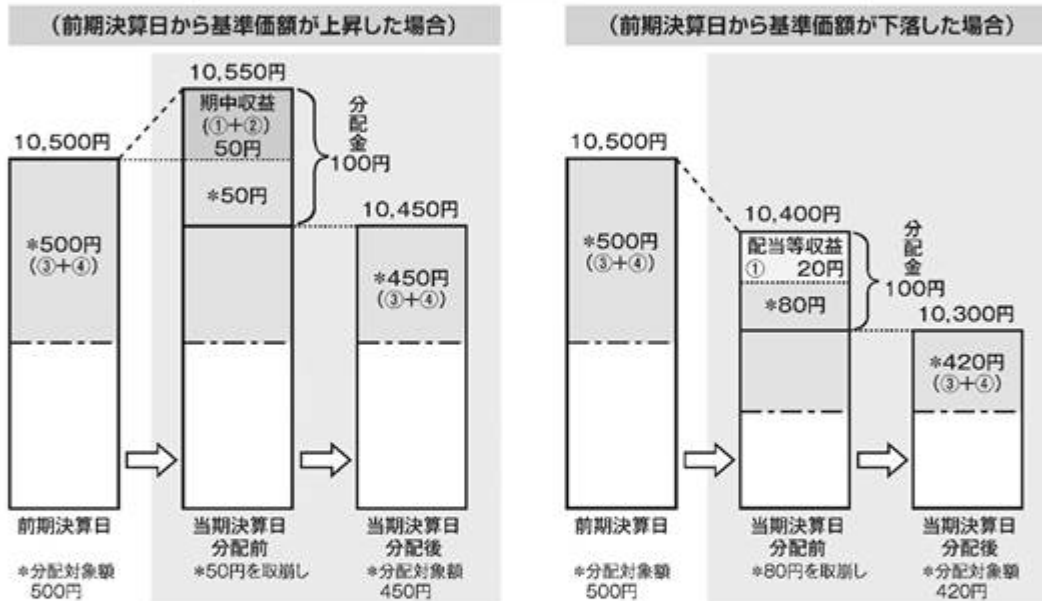 （前期決算日から基準価額が上昇した場合）
10,550円
期中収益
(①＋②)
50円
＊50円
分配金
100円
10,500円
＊500円
(③＋④)
10,450円
＊450円
(③＋④)
前期決算日
当期決算日
分配前
当期決算日
分配後
＊分配対象額
500円
＊50円を取崩し
＊分配対象額
450円
（前期決算日から基準価額が下落した場合）
10,500円
＊500円
(③＋④)
10,400円
配当等収益
① 20円
＊80円
分配金
100円
10,300円
＊420円
(③＋④)
前期決算日
当期決算日
分配前
当期決算日
分配後
＊分配対象額
500円
＊80円を取崩し
＊分配対象額
420円